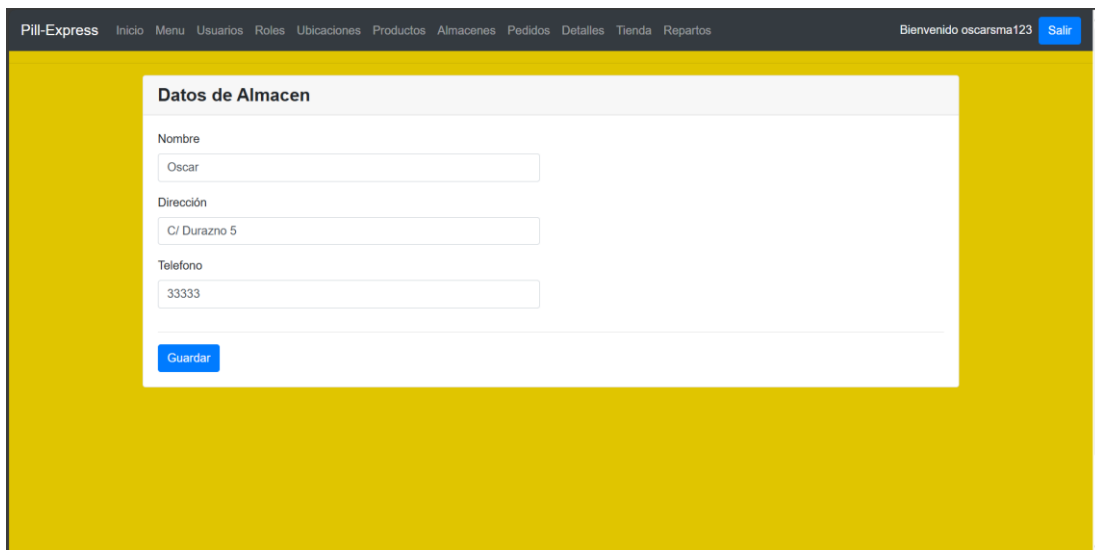 Pill-Express Inicio Menu Usuarios Roles Ubicaciones Productos Almacenes Pedidos Detalles Tienda Repartos Bienvenido oscarsma123 Salir
Datos de Almacen
Nombre
Oscar
Dirección
C/ Durazno 5
Telefono
33333
Guardar